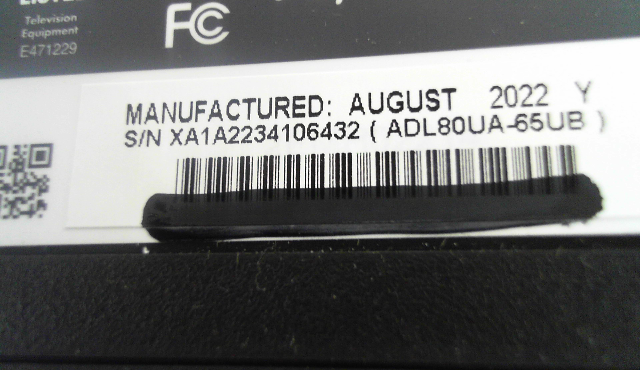 Television
Equipment
E471229
FC
MANUFACTURED: AUGUST 2022 Y
S/N XA1A2234106432 ( ADL80UA-65UB )